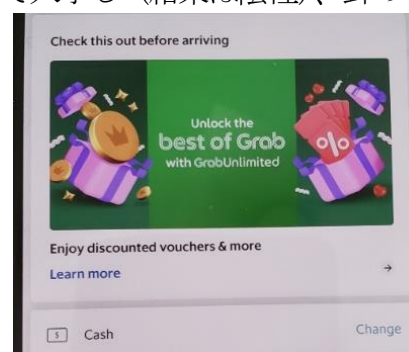 Check this out before arriving
Unlock the
best of Grab
with GrabUnlimited
%
Enjoy discounted vouchers & more
Learn more
→
$ Cash
Change